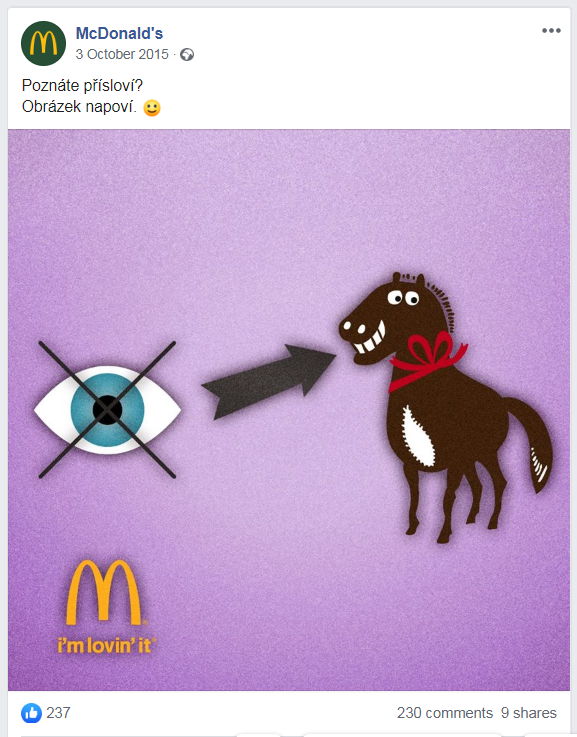 McDonald's
3 October 2015 ·
Poznáte přísloví?
Obrázek napoví. 🙂
i'm lovin' it
237
230 comments 9 shares